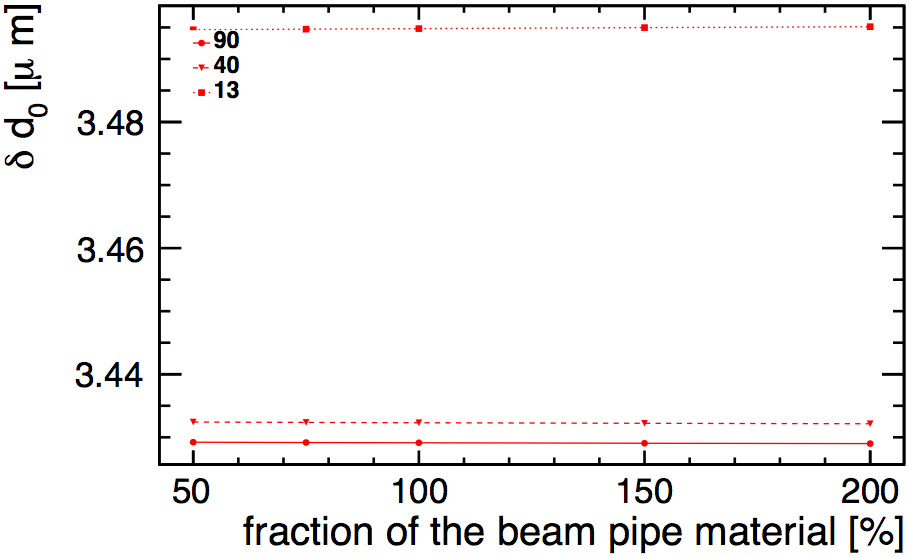 δ d0 [μ m]
90
40
13
3.48
3.46
3.44
50 100 150 200
fraction of the beam pipe material [%]